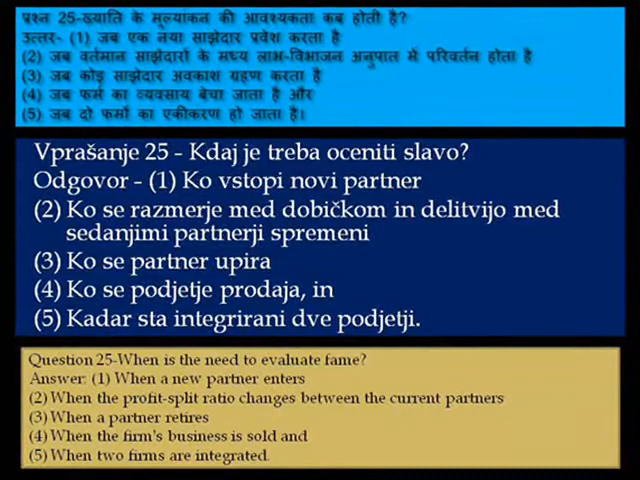 प्रश्न 25-ख्याति के मूल्यांकन की आवश्यकता कब होती है?
उत्तर- (1) जब एक नया साझेदार प्रवेश करता है
(2) जब वर्तमान साझेदारों के मध्य लाभ-विभाजन अनुपात में परिवर्तन होता है
(3) जब कोई साझेदार अवकाश ग्रहण करता है
(4) जब फर्म का व्यवसाय बेचा जाता है और
(5) जब दो फर्मों का एकीकरण हो जाता है।
Vprašanje 25 - Kdaj je treba oceniti slavo?
Odgovor - (1) Ko vstopi novi partner
(2) Ko se razmerje med dobičkom in delitvijo med
sedanjimi partnerji spremeni
(3) Ko se partner upira
(4) Ko se podjetje prodaja, in
(5) Kadar sta integrirani dve podjetji.
Question 25-When is the need to evaluate fame?
Answer: (1) When a new partner enters
(2) When the profit-split ratio changes between the current partners
(3) When a partner retires
(4) When the firm's business is sold and
(5) When two firms are integrated.